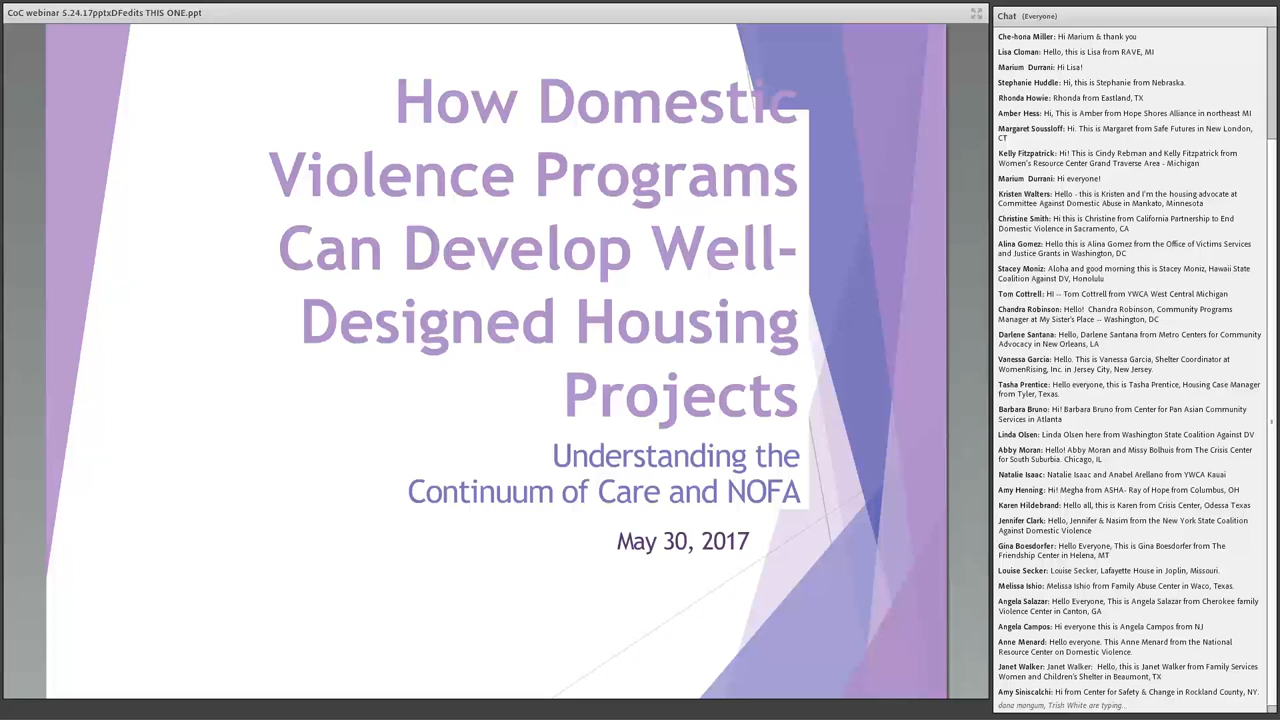 CoC webinar 5.24.17pptxDFedits THIS ONE.ppt
How Domestic
Violence Programs
Can Develop Well-
Designed Housing
Projects
Understanding the
Continuum of Care and NOFA
May 30, 2017
Chat (Everyone)
Che-hona Miller: Hi Marium & thank you
Lisa Cloman: Hello, this is Lisa from RAVE, MI
Marium Durrani: Hi Lisa!
Stephanie Huddle: Hi, this is Stephanie from Nebraska.
Rhonda Howie: Rhonda from Eastland, TX
Amber Hess: Hi, This is Amber from Hope Shores Alliance in northeast MI
Margaret Soussloff: Hi. This is Margaret from Safe Futures in New London,
CT
Kelly Fitzpatrick: Hi! This is Cindy Rebman and Kelly Fitzpatrick from
Women's Resource Center Grand Traverse Area - Michigan
Marium Durrani: Hi everyone!
Kristen Walters: Hello - this is Kristen and I'm the housing advocate at
Committee Against Domestic Abuse in Mankato, Minnesota
Christine Smith: Hi this is Christine from California Partnership to End
Domestic Violence in Sacramento, CA
Alina Gomez: Hello this is Alina Gomez from the Office of Victims Services
and Justice Grants in Washington, DC
Stacey Moniz: Aloha and good morning this is Stacey Moniz, Hawaii State
Coalition Against DV, Honolulu
Tom Cottrell: HI -- Tom Cottrell from YWCA West Central Michigan
Chandra Robinson: Hello! Chandra Robinson, Community Programs
Manager at My Sister's Place -- Washington, DC
Darlene Santana: Hello, Darlene Santana from Metro Centers for Community
Advocacy in New Orleans, LA
Vanessa Garcia: Hello. This is Vanessa Garcia, Shelter Coordinator at
WomenRising, Inc. in Jersey City, New Jersey.
Tasha Prentice: Hello everyone, this is Tasha Prentice, Housing Case Manager
from Tyler, Texas.
Barbara Bruno: Hi! Barbara Bruno from Center for Pan Asian Community
Services in Atlanta
Linda Olsen: Linda Olsen here from Washington State Coalition Against DV
Abby Moran: Hello! Abby Moran and Missy Bolhuis from The Crisis Center
for South Suburbia. Chicago, IL
Natalie Isaac: Natalie Isaac and Anabel Arellano from YWCA Kauai
Amy Henning: Hi! Megha from ASHA- Ray of Hope from Columbus, OH
Karen Hildebrand: Hello all, this is Karen from Crisis Center, Odessa Texas
Jennifer Clark: Hello, Jennifer & Nasim from the New York State Coalition
Against Domestic Violence
Gina Boesdorfer: Hello Everyone, This is Gina Boesdorfer from The
Friendship Center in Helena, MT
Louise Secker: Louise Secker, Lafayette House in Joplin, Missouri.
Melissa Ishio: Melissa Ishio from Family Abuse Center in Waco, Texas.
Angela Salazar: Hello Everyone, This is Angela Salazar from Cherokee family
Violence Center in Canton, GA
Angela Campos: Hi everyone this is Angela Campos from NJ
Anne Menard: Hello everyone. This Anne Menard from the National
Resource Center on Domestic Violence.
Janet Walker: Janet Walker: Hello, this is Janet Walker from Family Services
Women and Children's Shelter in Beaumont, TX
Amy Siniscalchi: Hi from Center for Safety & Change in Rockland County, NY.
dana mangum, Trish White are typing...